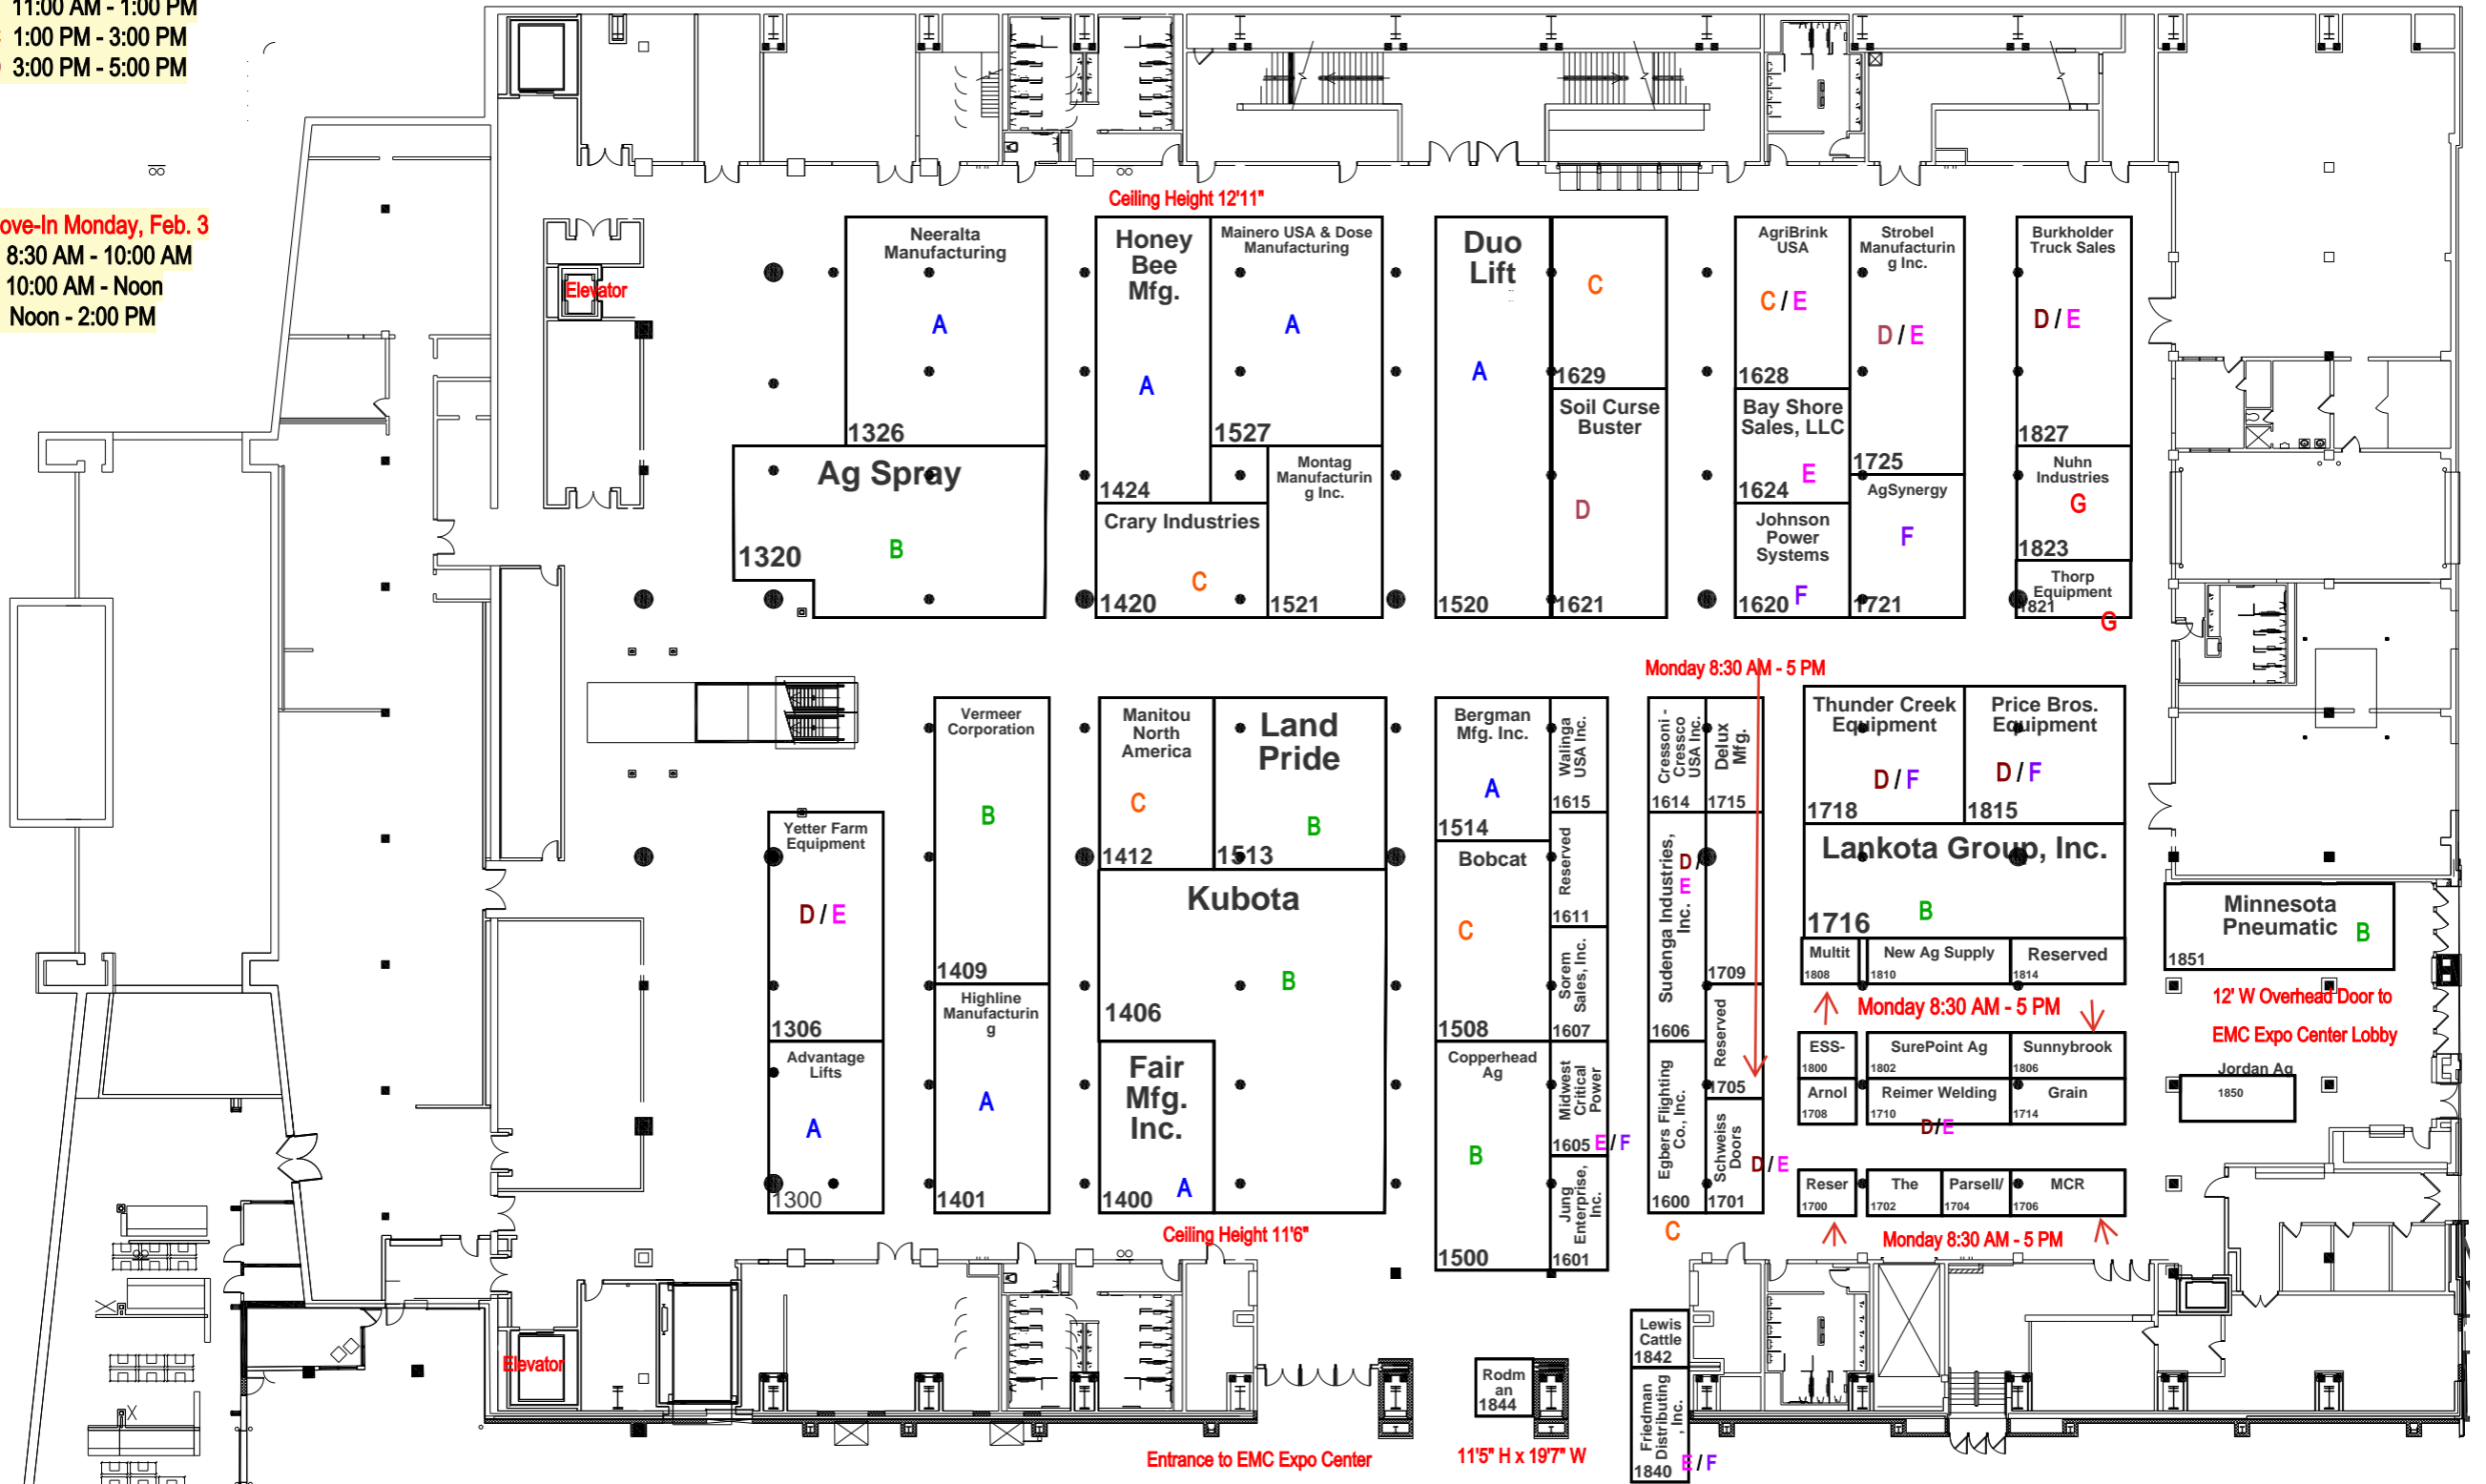 11:00 AM - 1:00 PM
1:00 PM - 3:00 PM
3:00 PM - 5:00 PM
ove-In Monday, Feb. 3
8:30 AM - 10:00 AM
10:00 AM - Noon
Noon - 2:00 PM
Ceiling Height 12'11"
Elevator
Neeralta
Manufacturing
A
1326
Honey
Bee
Mfg.
A
1424
Mainero USA & Dose
Manufacturing
A
1527
Duo
Lift
A
1520
C
1629
AgriBrink
USA
C / E
1628
Strobel
Manufacturin
g Inc.
D / E
1725
Burkholder
Truck Sales
D / E
1827
Ag Spray
1320
B
Crary Industries
C
1420
Montag
Manufacturin
g Inc.
1521
Soil Curse
Buster
D
1621
Bay Shore
Sales, LLC
E
1624
Johnson
Power
Systems
F
1620
AgSynergy
F
1721
Nuhn
Industries
G
1823
Thorp
Equipment
1821
G
Monday 8:30 AM - 5 PM
Vermeer
Corporation
B
1409
Manitou
North
America
C
1412
Land
Pride
B
1513
Bergman
Mfg. Inc.
A
1514
Walinga
USA Inc.
1615
Cressoni -
Cressco
USA Inc.
1614
Delux
Mfg.
1715
Thunder Creek
Equipment
D / F
1718
Price Bros.
Equipment
D / F
1815
Yetter Farm
Equipment
D / E
1306
Kubota
B
1406
Bobcat
C
1508
Reserved
1611
Sudenga Industries,
Inc.
D /
E
1606
1709
Lankota Group, Inc.
B
1716
Minnesota
Pneumatic
B
1851
Sorem
Sales, Inc.
1607
Multit
1808
New Ag Supply
1810
Reserved
1814
Monday 8:30 AM - 5 PM
12' W Overhead Door to
EMC Expo Center Lobby
Advantage
Lifts
A
1300
Highline
Manufacturin
g
A
1401
Fair
Mfg.
Inc.
A
1400
Copperhead
Ag
B
1500
Midwest
Critical
Power
1605
E / F
Jung
Enterprise,
Inc.
1601
Egbers Flighting
Co., Inc.
1600
C
Reserved
1705
Schweiss
Doors
1701
D / E
ESS-
1800
SurePoint Ag
1802
Sunnybrook
1806
Arnol
1708
Reimer Welding
1710
D / E
Grain
1714
Jordan Ag
1850
Reser
1700
The
1702
Parsell/
1704
MCR
1706
Monday 8:30 AM - 5 PM
Ceiling Height 11'6"
Elevator
Lewis
Cattle
1842
Rodm
an
1844
Friedman
Distributing
, Inc.
1840
E / F
Entrance to EMC Expo Center
11'5" H x 19'7" W